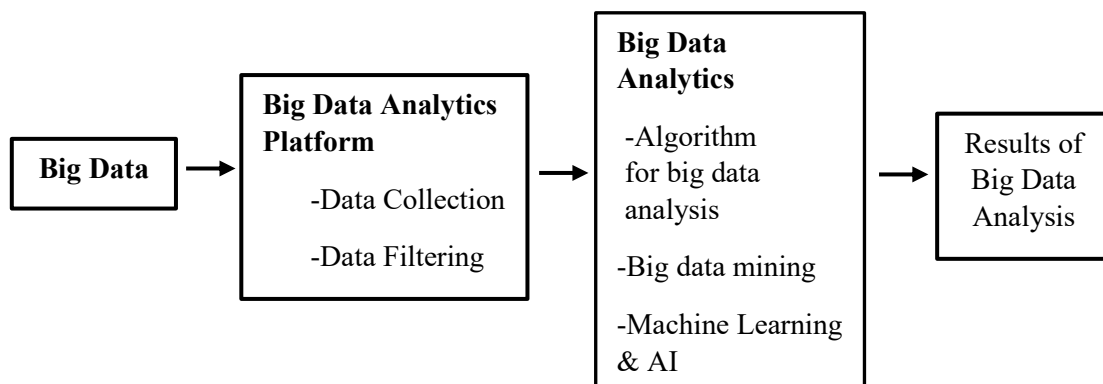 Big Data
Big Data Analytics
Platform
-Data Collection
-Data Filtering
Big Data
Analytics
-Algorithm
for big data
analysis
-Big data mining
-Machine Learning
& AI
Results of
Big Data
Analysis